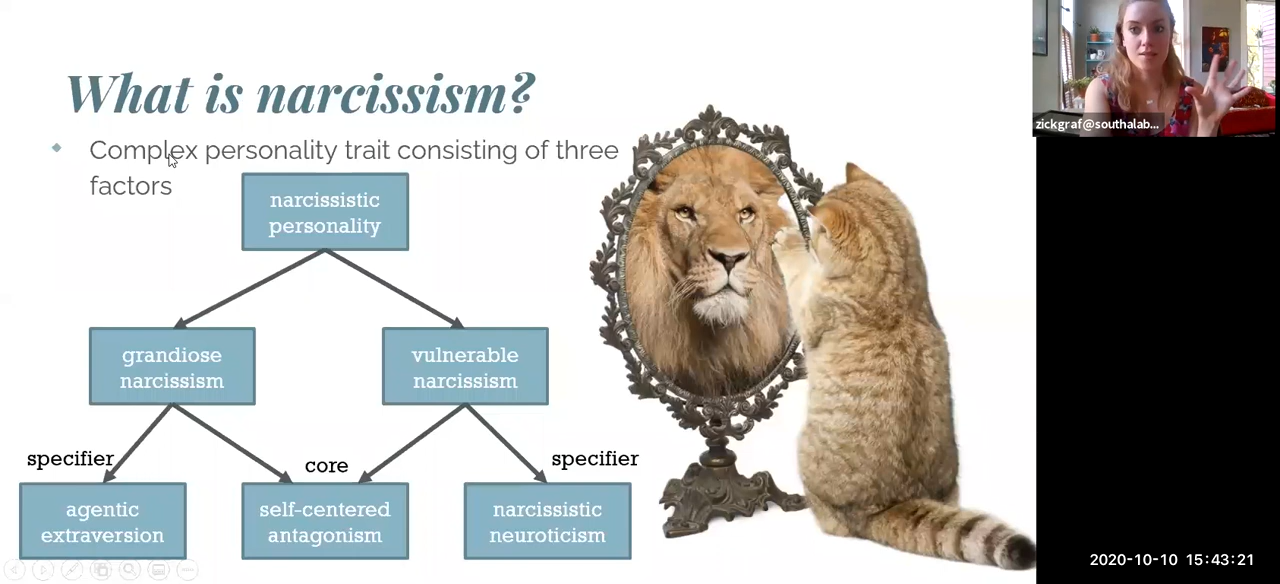 What is narcissism?
Complex personality trait consisting of three
factors
narcissistic
personality
grandiose
narcissism
vulnerable
narcissism
specifier
core
specifier
agentic
extraversion
self-centered
antagonism
narcissistic
neuroticism
zickgraf@southalab...
2020-10-10 15:43:21